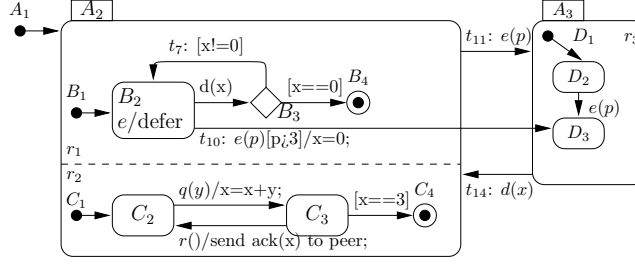 A1
A2
A3
t11: e(p)
r3
D1
t7: [x!=0]
D2
B1
B2
d(x)
[x==0]
B4
e/defer
B3
e(p)
t10: e(p)[p¿3]/x=0;
D3
r1
r2
t14: d(x)
C1
q(y)/x=x+y;
C4
C2
C3
[x==3]
r()/send ack(x) to peer;